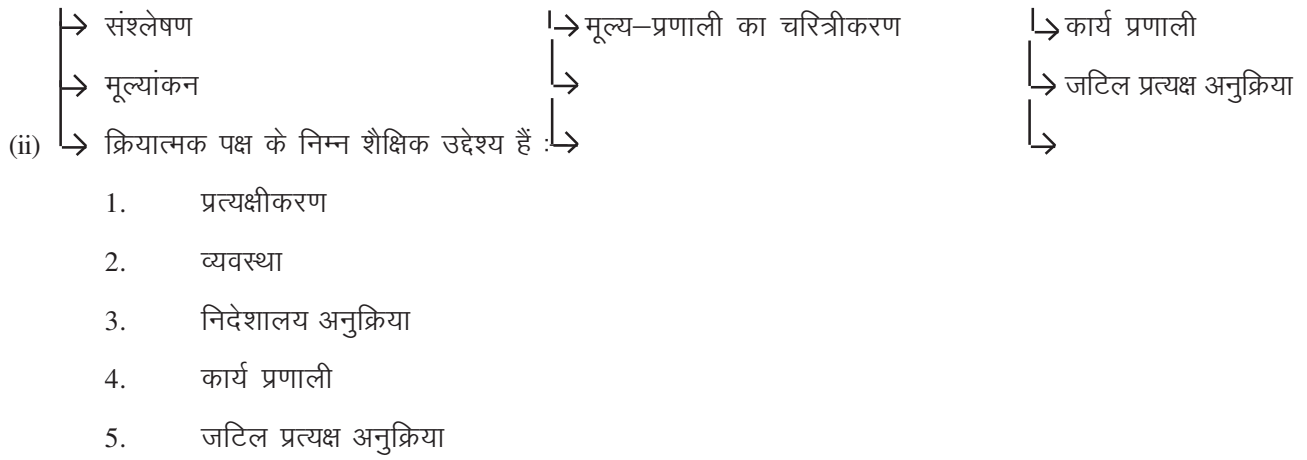 संश्लेषण मूल्य–प्रणाली का चरित्रीकरण कार्य प्रणाली
मूल्यांकन जटिल प्रत्यक्ष अनुक्रिया
(ii) क्रियात्मक पक्ष के निम्न शैक्षिक उद्देश्य हैं :
1. प्रत्यक्षीकरण
2. व्यवस्था
3. निदेशालय अनुक्रिया
4. कार्य प्रणाली
5. जटिल प्रत्यक्ष अनुक्रिया